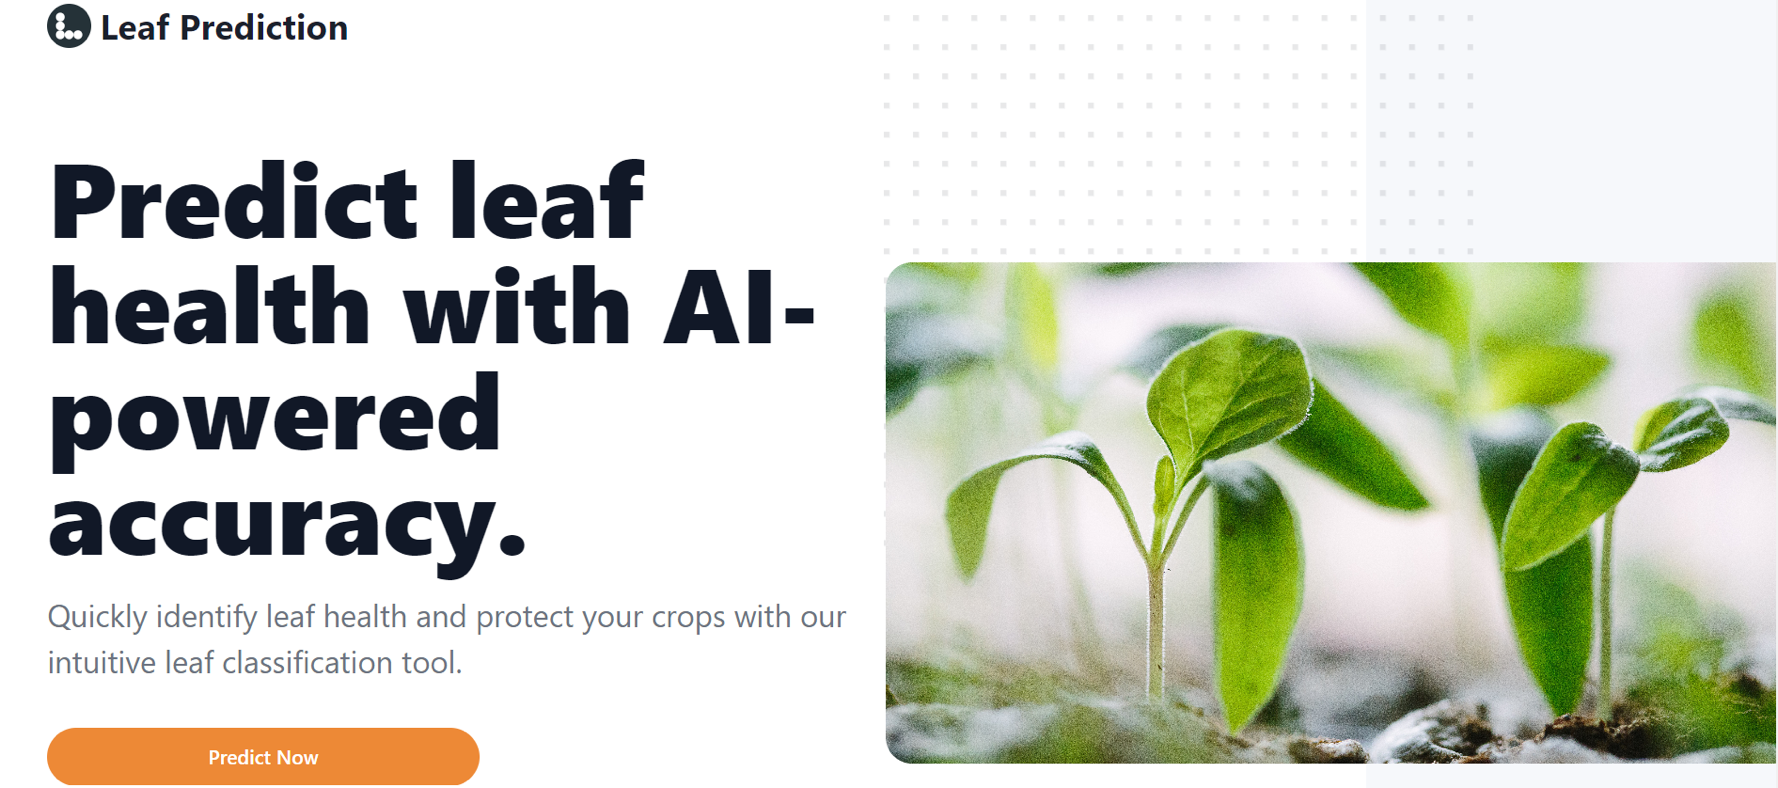 Leaf Prediction
Predict leaf
health with AI-
powered
accuracy.
Quickly identify leaf health and protect your crops with our
intuitive leaf classification tool.
Predict Now